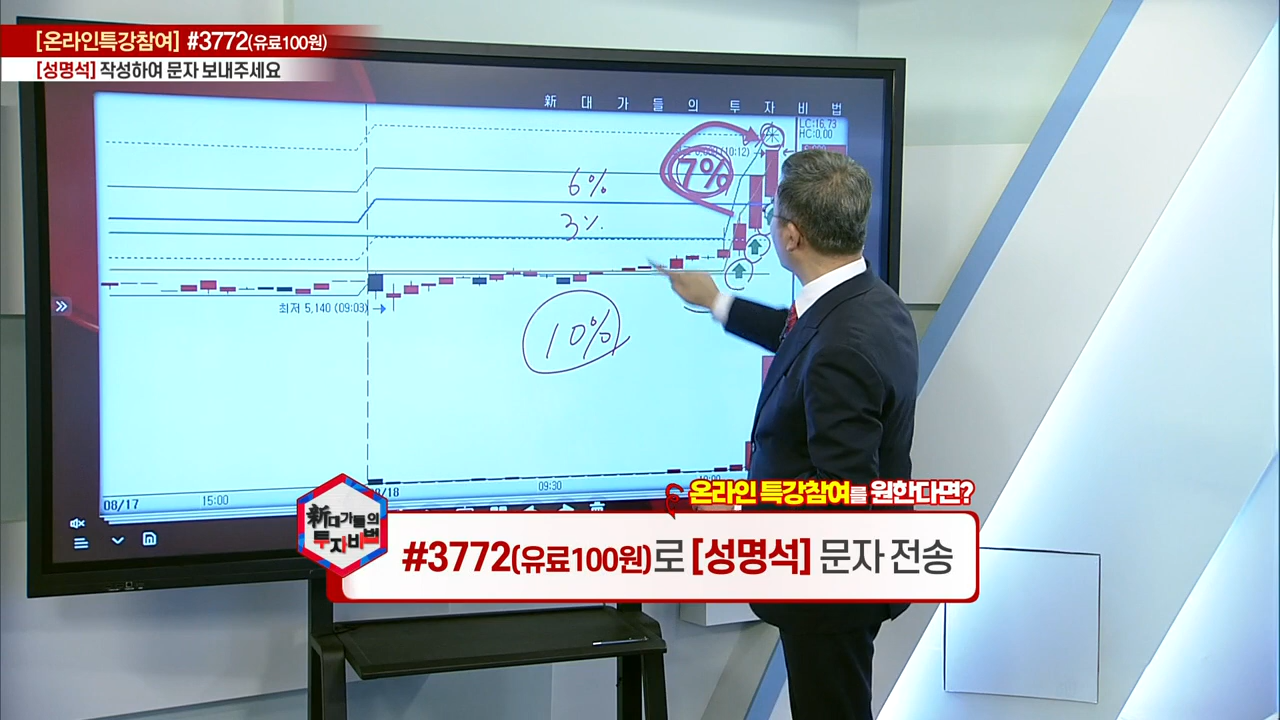 [온라인특강참여] #3772(유료100원)
[성명석] 작성하여 문자 보내주세요
新 대 가 들 의 투 자 비 법
LC:16,73
HC:0,00
(10:12)
7%
6%
3%
최저 5,140 (09:03)
10%
08/17
15:00
08/18
09:30
온라인 특강참여를 원한다면?
新대가들의
투자비법
#3772(유료100원)로 [성명석] 문자 전송